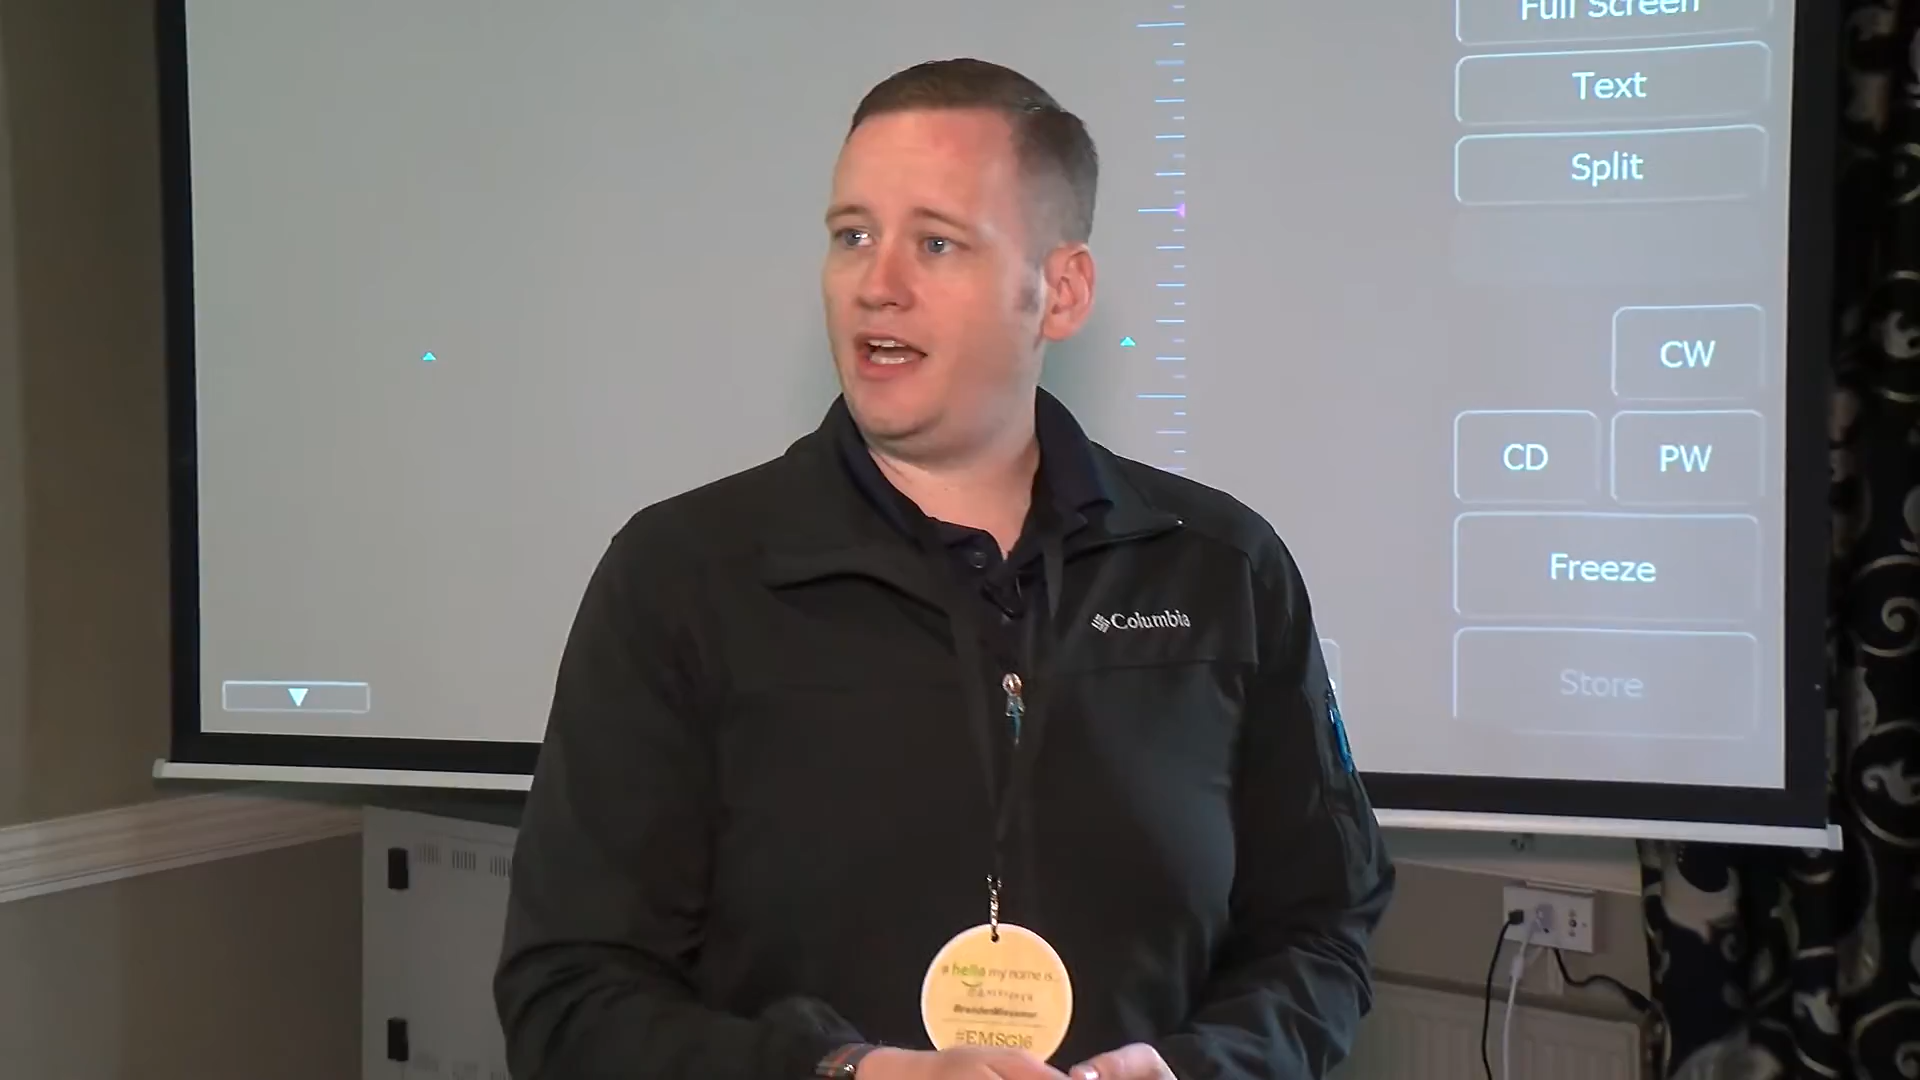 Full Screen
Text
Split
CW
CD
PW
Freeze
Store
Columbia
# hello my name is...
#EMSG16